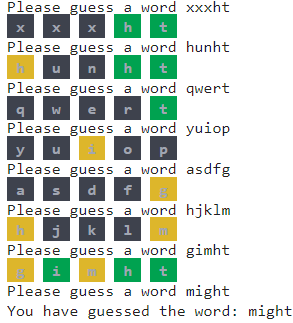 Please guess a word xxxht
x x x h t
Please guess a word hunht
h u n h t
Please guess a word qwert
q w e r t
Please guess a word yuiop
y u i o p
Please guess a word asdfg
a s d f g
Please guess a word hjklm
h j k l m
Please guess a word gimht
g i m h t
Please guess a word might
You have guessed the word: might